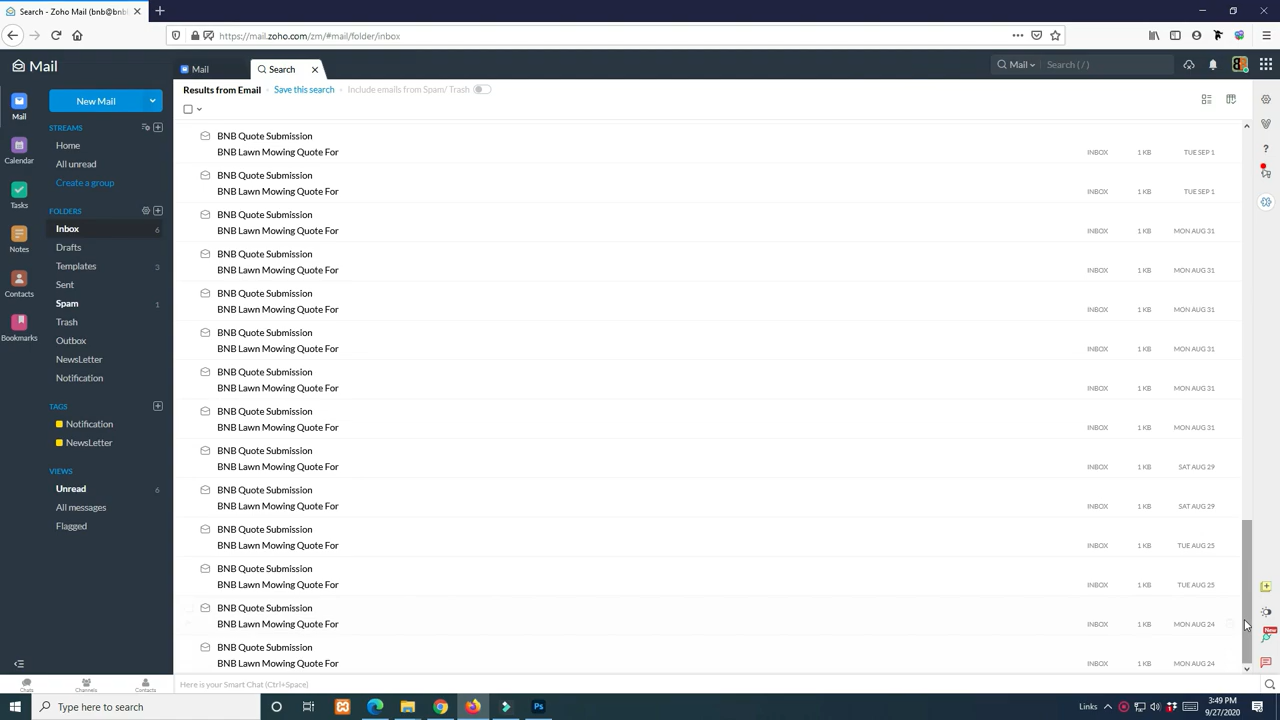 Search - Zoho Mail (bnb@bnbl
https://mail.zoho.com/zm/#mail/folder/inbox
Mail
Mail
Search
Mail
Search ( / )
Results from Email
Save this search
Include emails from Spam/ Trash
Mail
Calendar
Tasks
Notes
Contacts
Bookmarks
New Mail
STREAMS
Home
All unread
Create a group
FOLDERS
Inbox 6
Drafts
Templates 3
Sent
Spam 1
Trash
Outbox
NewsLetter
Notification
TAGS
Notification
NewsLetter
VIEWS
Unread 6
All messages
Flagged
BNB Quote Submission
BNB Lawn Mowing Quote For INBOX 1 KB TUE SEP 1
BNB Quote Submission
BNB Lawn Mowing Quote For INBOX 1 KB TUE SEP 1
BNB Quote Submission
BNB Lawn Mowing Quote For INBOX 1 KB MON AUG 31
BNB Quote Submission
BNB Lawn Mowing Quote For INBOX 1 KB MON AUG 31
BNB Quote Submission
BNB Lawn Mowing Quote For INBOX 1 KB MON AUG 31
BNB Quote Submission
BNB Lawn Mowing Quote For INBOX 1 KB MON AUG 31
BNB Quote Submission
BNB Lawn Mowing Quote For INBOX 1 KB MON AUG 31
BNB Quote Submission
BNB Lawn Mowing Quote For INBOX 1 KB MON AUG 31
BNB Quote Submission
BNB Lawn Mowing Quote For INBOX 1 KB SAT AUG 29
BNB Quote Submission
BNB Lawn Mowing Quote For INBOX 1 KB SAT AUG 29
BNB Quote Submission
BNB Lawn Mowing Quote For INBOX 1 KB TUE AUG 25
BNB Quote Submission
BNB Lawn Mowing Quote For INBOX 1 KB TUE AUG 25
BNB Quote Submission
BNB Lawn Mowing Quote For INBOX 1 KB MON AUG 24
BNB Quote Submission
BNB Lawn Mowing Quote For INBOX 1 KB MON AUG 24
New
Chats
Channels
Contacts
Here is your Smart Chat (Ctrl+Space)
Type here to search
Ps
Links
3:49 PM
9/27/2020